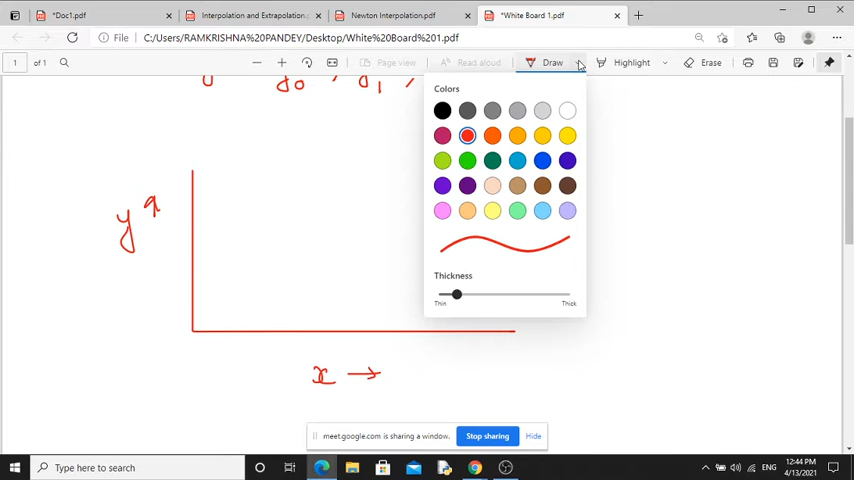 *Doc1.pdf
Interpolation and Extrapolation.p
Newton Interpolation.pdf
*White Board 1.pdf
File C:/Users/RAMKRISHNA%20PANDEY/Desktop/White%20Board%201.pdf
1 of 1
Page view
Read aloud
Draw
Highlight
Erase
Colors
Thickness
Thin Thick
y
x →
meet.google.com is sharing a window. Stop sharing Hide
Type here to search
ENG
12:44 PM
4/13/2021